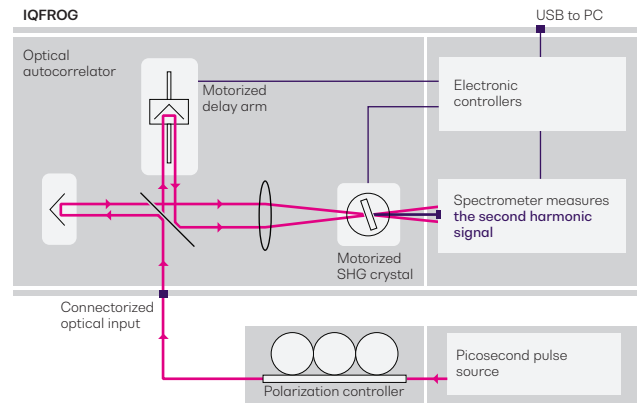 IQFROG
USB to PC
Optical
autocorrelator
Motorized
delay arm
Electronic
controllers
Spectrometer measures
the second harmonic
signal
Motorized
SHG crystal
Connectorized
optical input
Polarization controller
Picosecond pulse
source